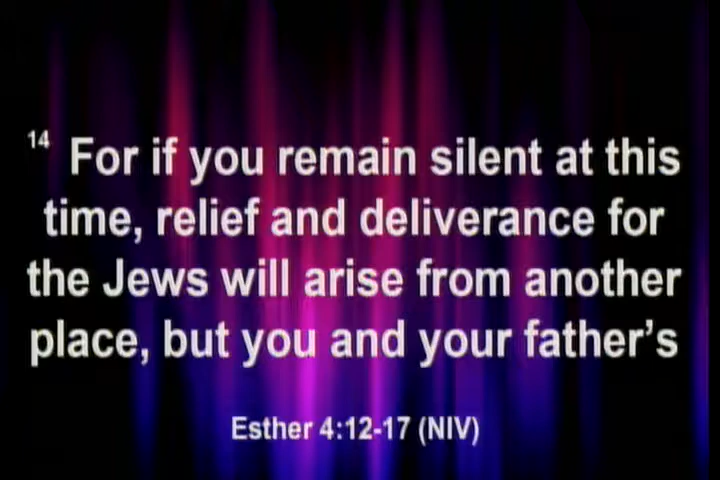 14 For if you remain silent at this
time, relief and deliverance for
the Jews will arise from another
place, but you and your father’s
Esther 4:12-17 (NIV)